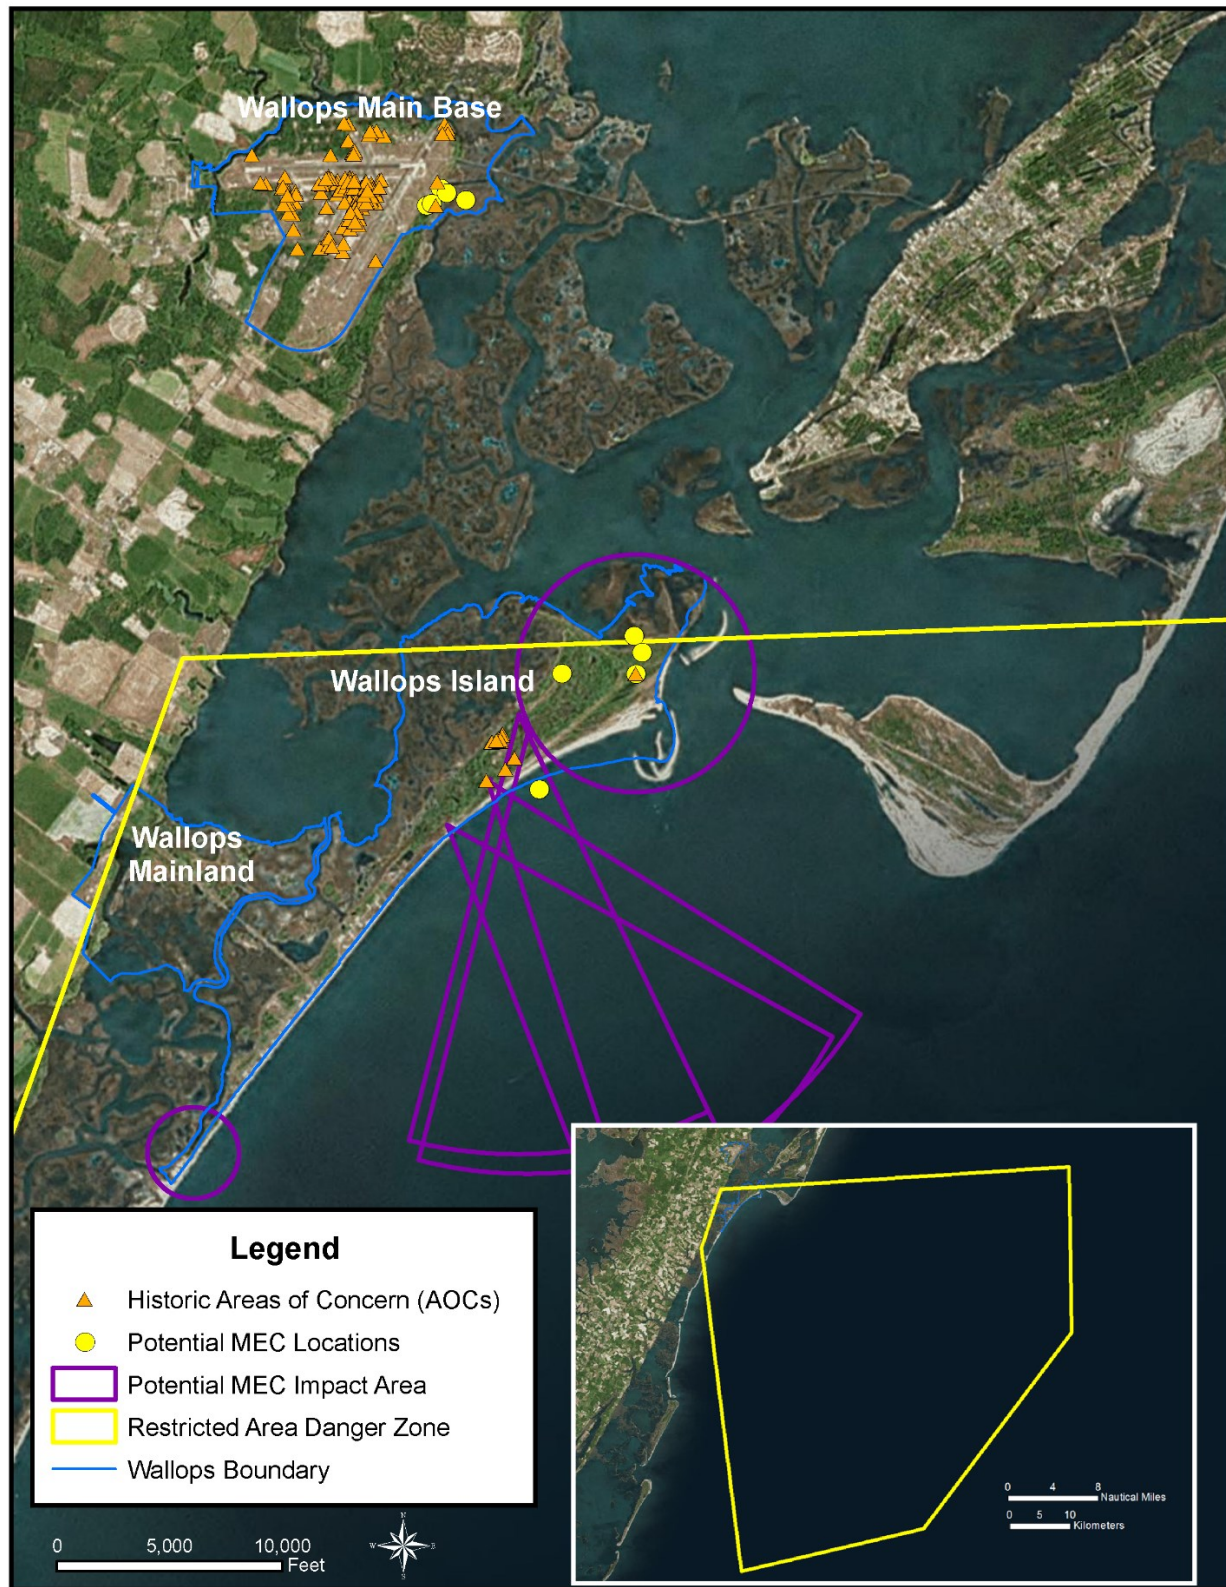 Wallops Main Base
Wallops Island
Wallops
Mainland
Legend
Historic Areas of Concern (AOCs)
Potential MEC Locations
Potential MEC Impact Area
Restricted Area Danger Zone
Wallops Boundary
0 5,000 10,000
Feet
N
W E
S
0 4 8
Nautical Miles
0 5 10
Kilometers